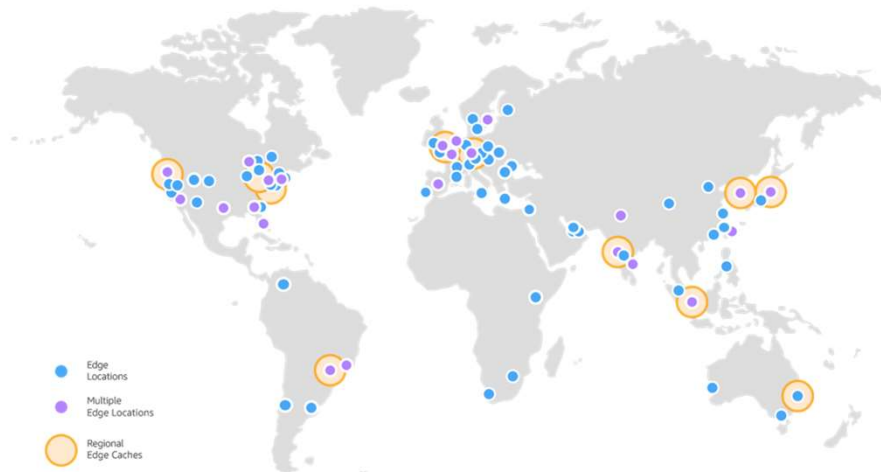 Edge
Locations
Multiple
Edge Locations
Regional
Edge Caches